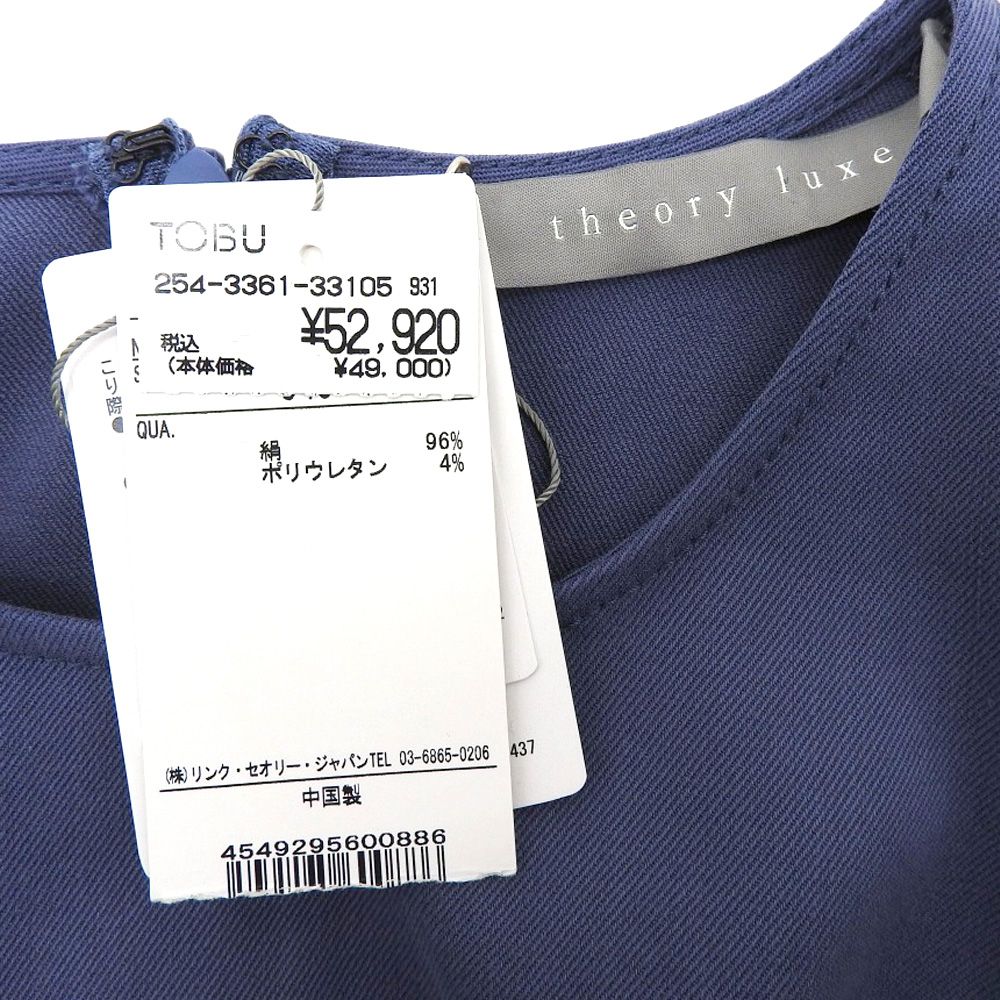 theory luxe
TOBU
254-3361-33105 931
税込 ¥52,920
(本体価格 ¥49,000)
QUA.
絹 96%
ポリウレタン 4%
(株)リンク・セオリー・ジャパンTEL 03-6865-0206
中国製
4549295600886
437